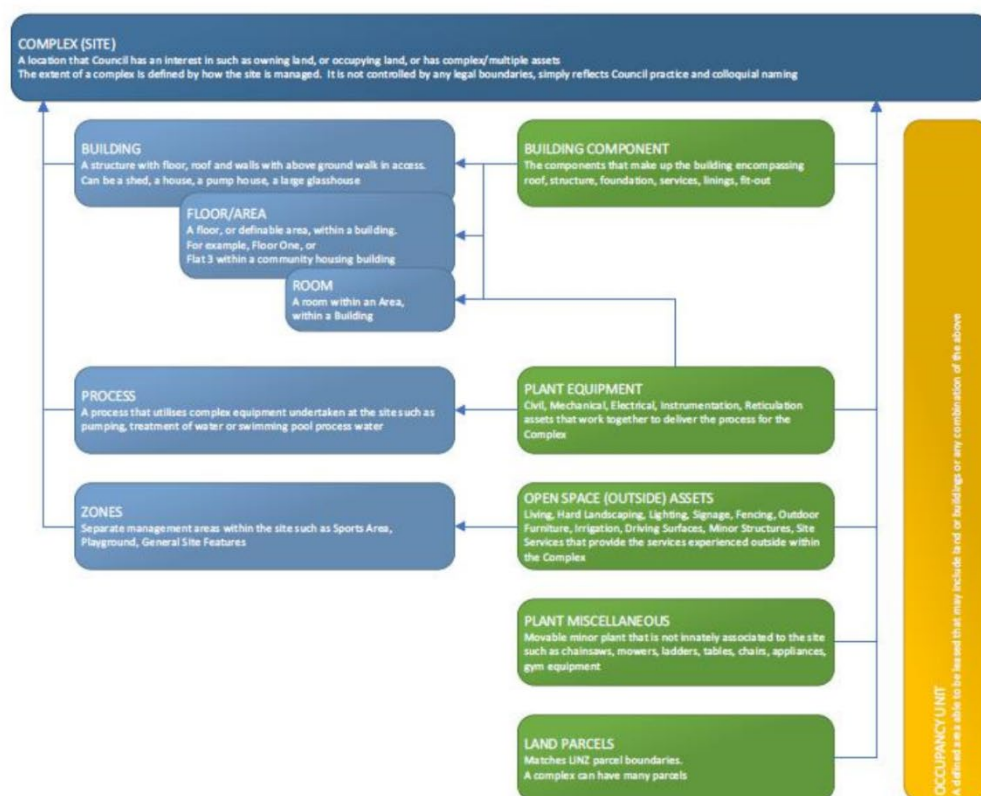 COMPLEX (SITE)
A location that Council has an interest in such as owning land, or occupying land, or has complex/multiple assets
The extent of a complex is defined by how the site is managed. It is not controlled by any legal boundaries, simply reflects Council practice and colloquial naming
BUILDING
A structure with floor, roof and walls with above ground walk in access.
Can be a shed, a house, a pump house, a large glasshouse
BUILDING COMPONENT
The components that make up the building encompassing
roof, structure, foundation, services, linings, fit-out
FLOOR/AREA
A floor, or definable area, within a building.
For example, Floor One, or
Flat 3 within a community housing building
ROOM
A room within an Area,
within a Building
PROCESS
A process that utilises complex equipment undertaken at the site such as
pumping, treatment of water or swimming pool process water
PLANT EQUIPMENT
Civil, Mechanical, Electrical, Instrumentation, Reticulation
assets that work together to deliver the process for the
Complex
ZONES
Separate management areas within the site such as Sports Area,
Playground, General Site Features
OPEN SPACE (OUTSIDE) ASSETS
Living, Hard Landscaping, Lighting, Signage, Fencing, Outdoor
Furniture, Irrigation, Driving Surfaces, Minor Structures, Site
Services that provide the services experienced outside within
the Complex
PLANT MISCELLANEOUS
Movable minor plant that is not innately associated to the site
such as chainsaws, mowers, ladders, tables, chairs, appliances,
gym equipment
LAND PARCELS
Matches LINZ parcel boundaries.
A complex can have many parcels
OCCUPANCY UNIT
A defined area able to be leased that may include land or buildings or any combination of the above